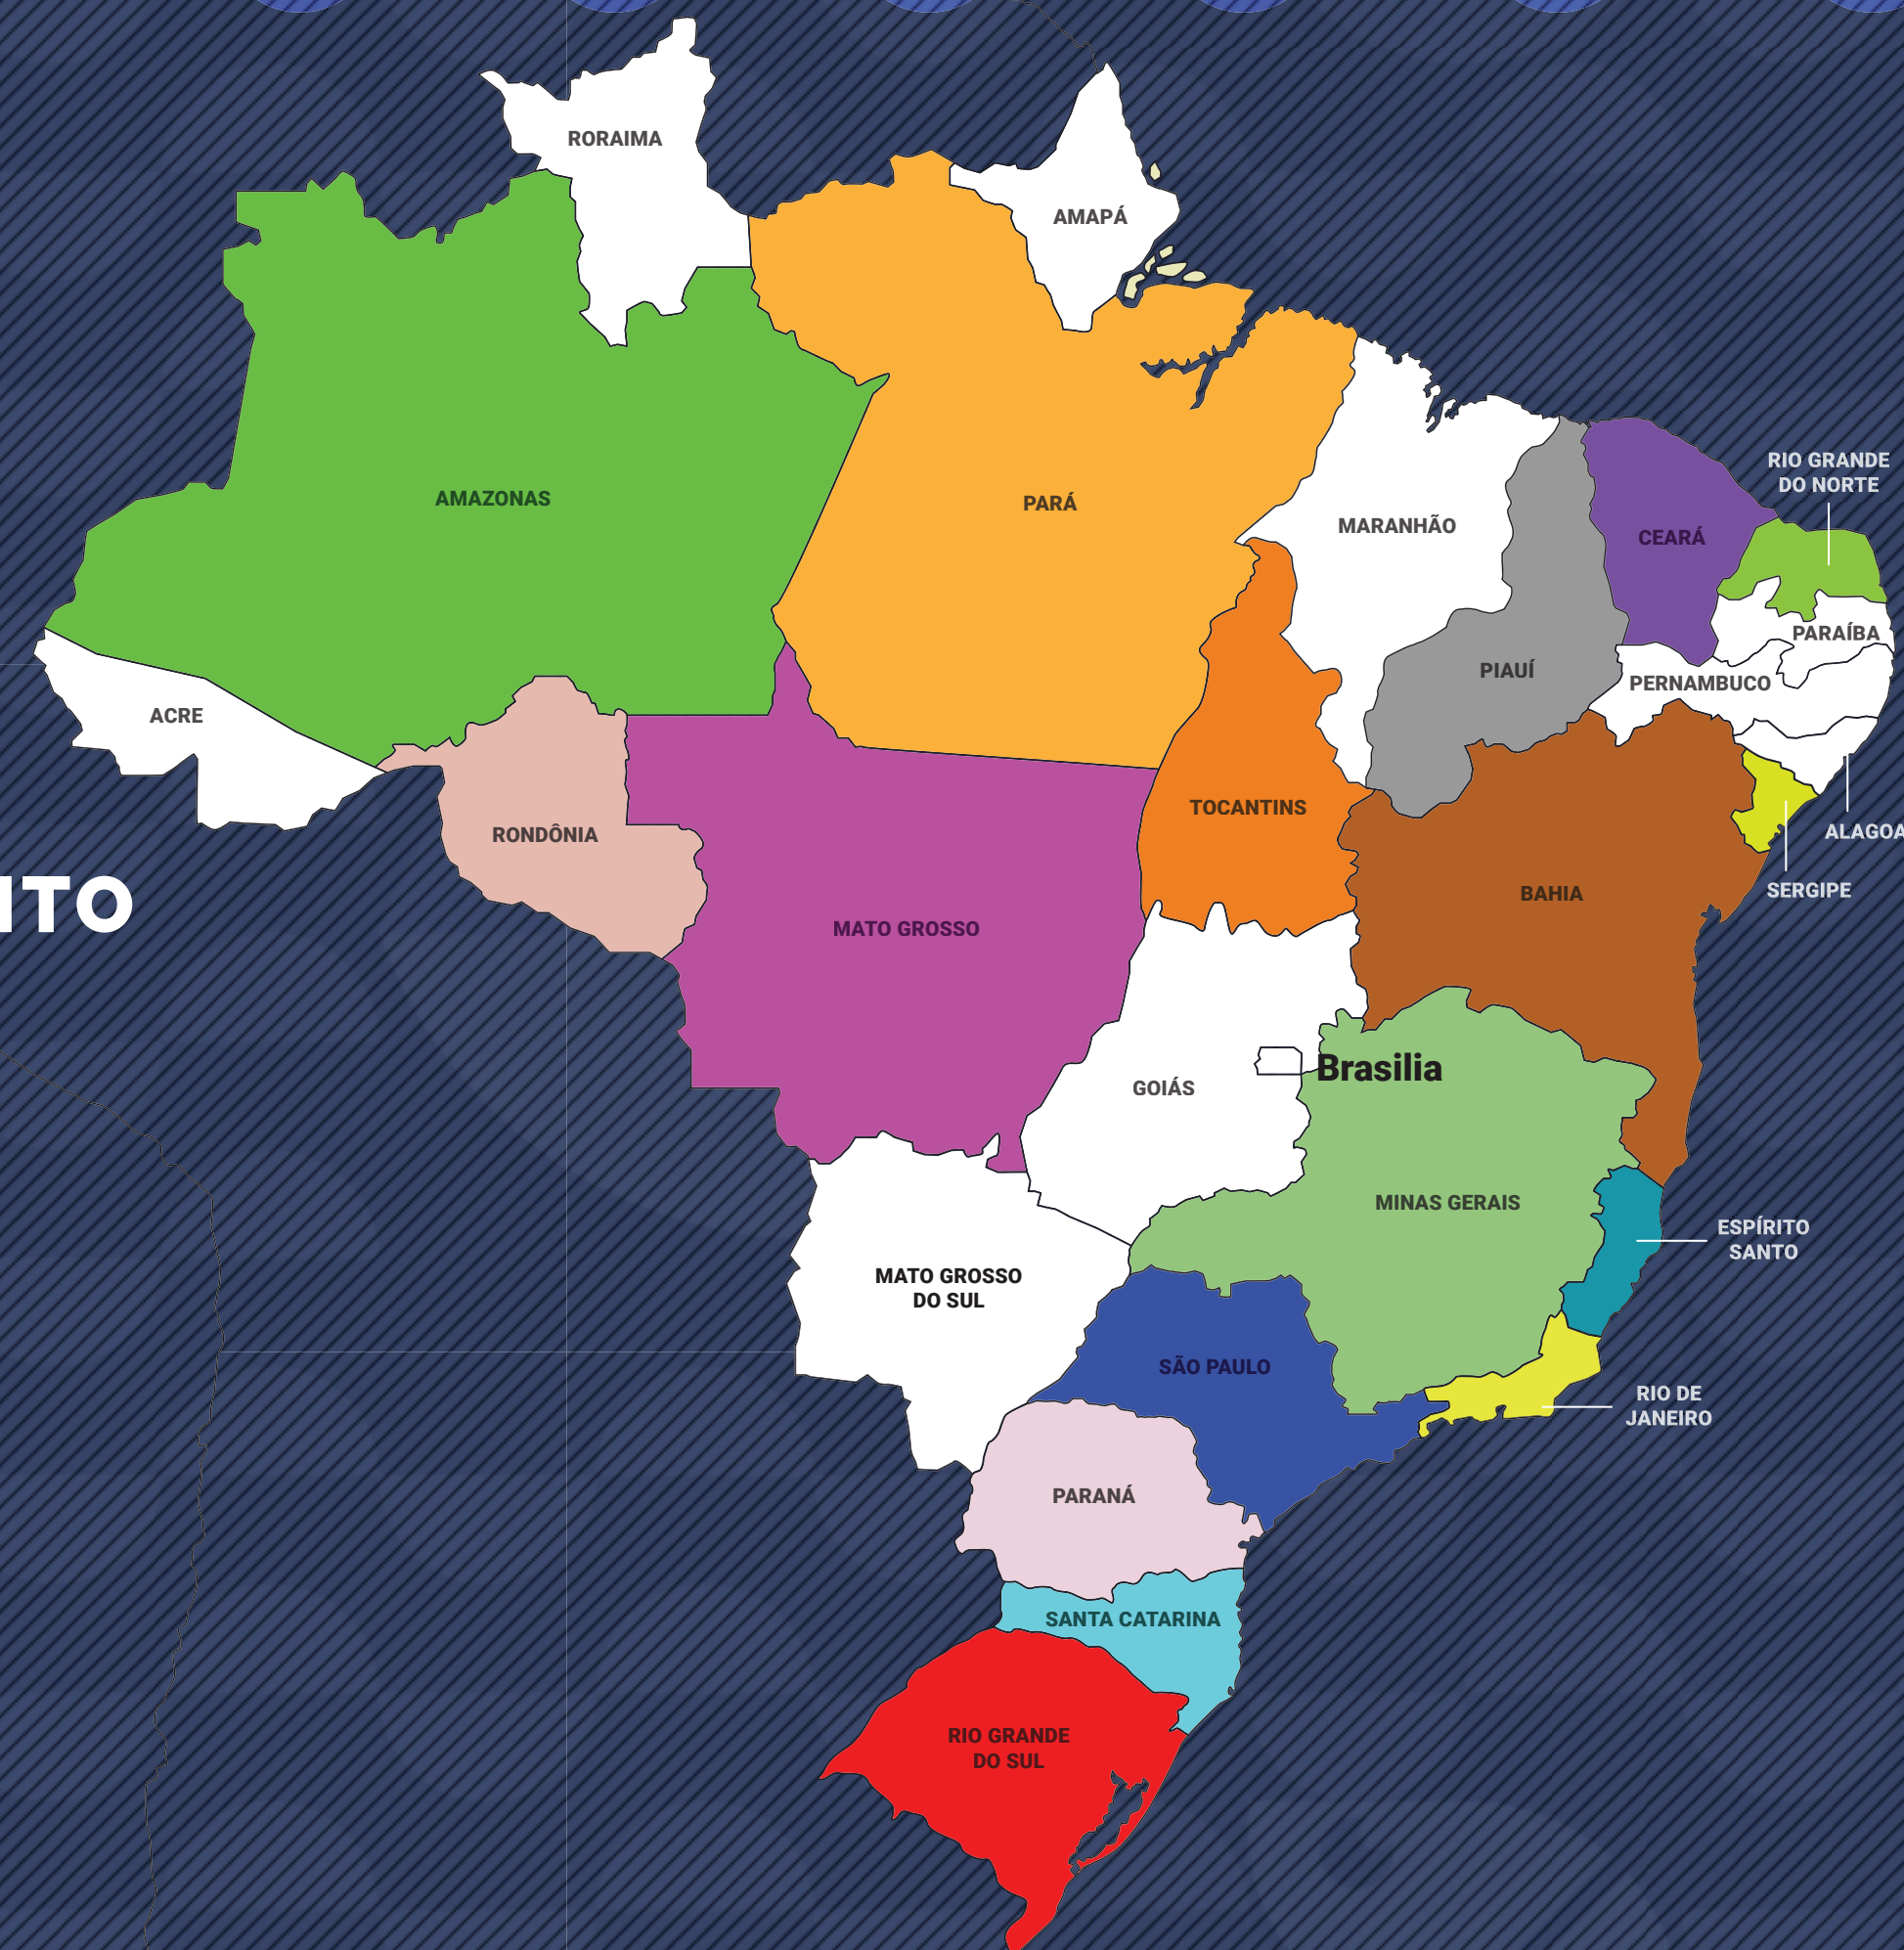 RORAIMA
AMAPÁ
RIO GRANDE
DO NORTE
AMAZONAS
PARÁ
MARANHÃO
CEARÁ
PARAÍBA
PIAUÍ
PERNAMBUCO
ACRE
TOCANTINS
RONDÔNIA
ALAGOA
SERGIPE
BAHIA
ITO
MATO GROSSO
Brasilia
GOIÁS
MINAS GERAIS
ESPÍRITO
SANTO
MATO GROSSO
DO SUL
SÃO PAULO
RIO DE
JANEIRO
PARANÁ
SANTA CATARINA
RIO GRANDE
DO SUL